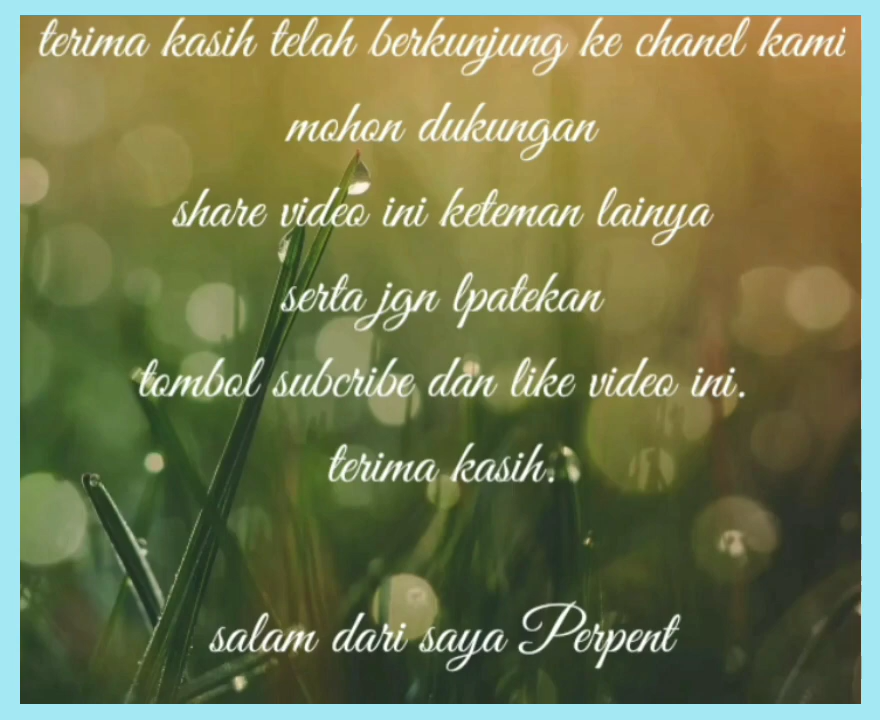 terima kasih telah berkunjung ke chanel kami
mohon dukungan
share video ini keteman lainya
serta jgn lpatekan
tombol subcribe dan like video ini.
terima kasih.
salam dari saya Perpent